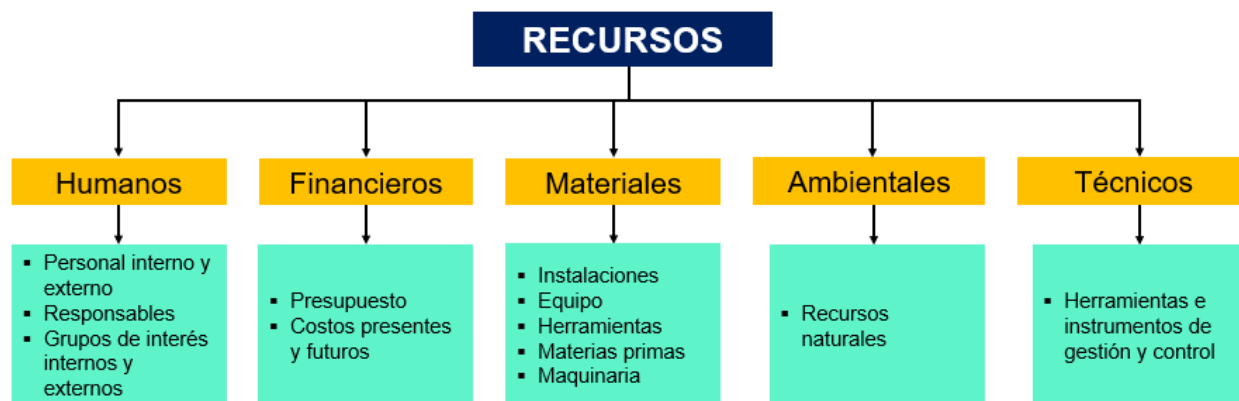 RECURSOS
Humanos
Financieros
Materiales
Ambientales
Técnicos
▪ Personal interno y
externo
▪ Responsables
▪ Grupos de interés
internos y
externos
▪ Presupuesto
▪ Costos presentes
y futuros
▪ Instalaciones
▪ Equipo
▪ Herramientas
▪ Materias primas
▪ Maquinaria
▪ Recursos
naturales
▪ Herramientas e
instrumentos de
gestión y control